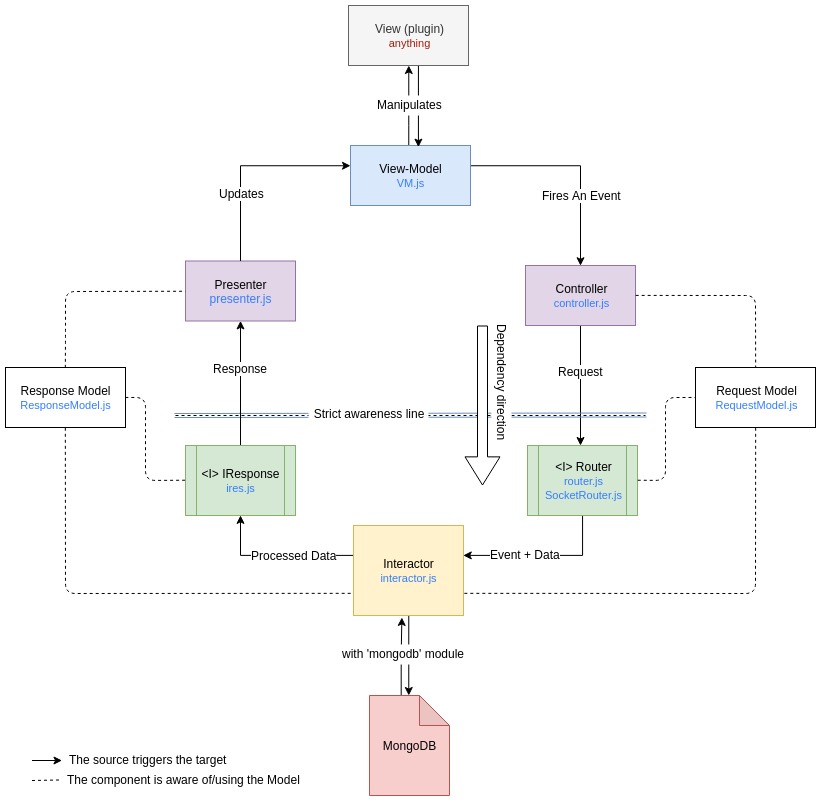 View (plugin)
anything
Manipulates
View-Model
VM.js
Updates
Fires An Event
Presenter
presenter.js
Controller
controller.js
Dependency direction
Response
Request
Response Model
ResponseModel.js
Request Model
RequestModel.js
Strict awareness line
<I> IResponse
ires.js
<I> Router
router.js
SocketRouter.js
Processed Data
Interactor
interactor.js
Event + Data
with 'mongodb' module
MongoDB
The source triggers the target
The component is aware of/using the Model